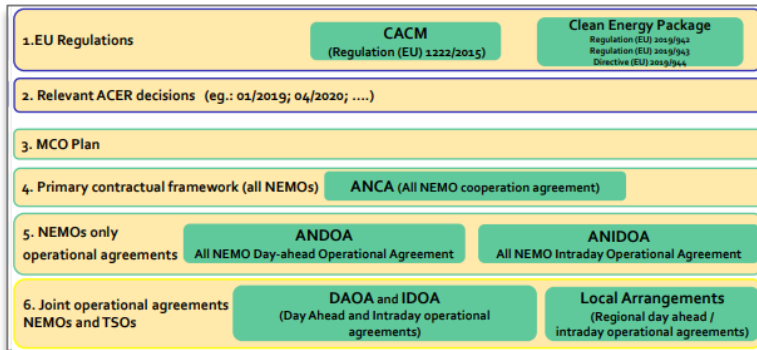 1.EU Regulations
CACM
(Regulation (EU) 1222/2015)
Clean Energy Package
Regulation (EU) 2019/942
Regulation (EU) 2019/943
Directive (EU) 2019/944
2. Relevant ACER decisions (eg.: 01/2019; 04/2020; ....)
3. MCO Plan
4. Primary contractual framework (all NEMOs)
ANCA (All NEMO cooperation agreement)
5. NEMOs only
operational agreements
ANDOA
All NEMO Day-ahead Operational Agreement
ANIDOA
All NEMO Intraday Operational Agreement
6. Joint operational agreements
NEMOs and TSOs
DAOA and IDOA
(Day Ahead and Intraday operational
agreements)
Local Arrangements
(Regional day ahead /
intraday operational agreements)